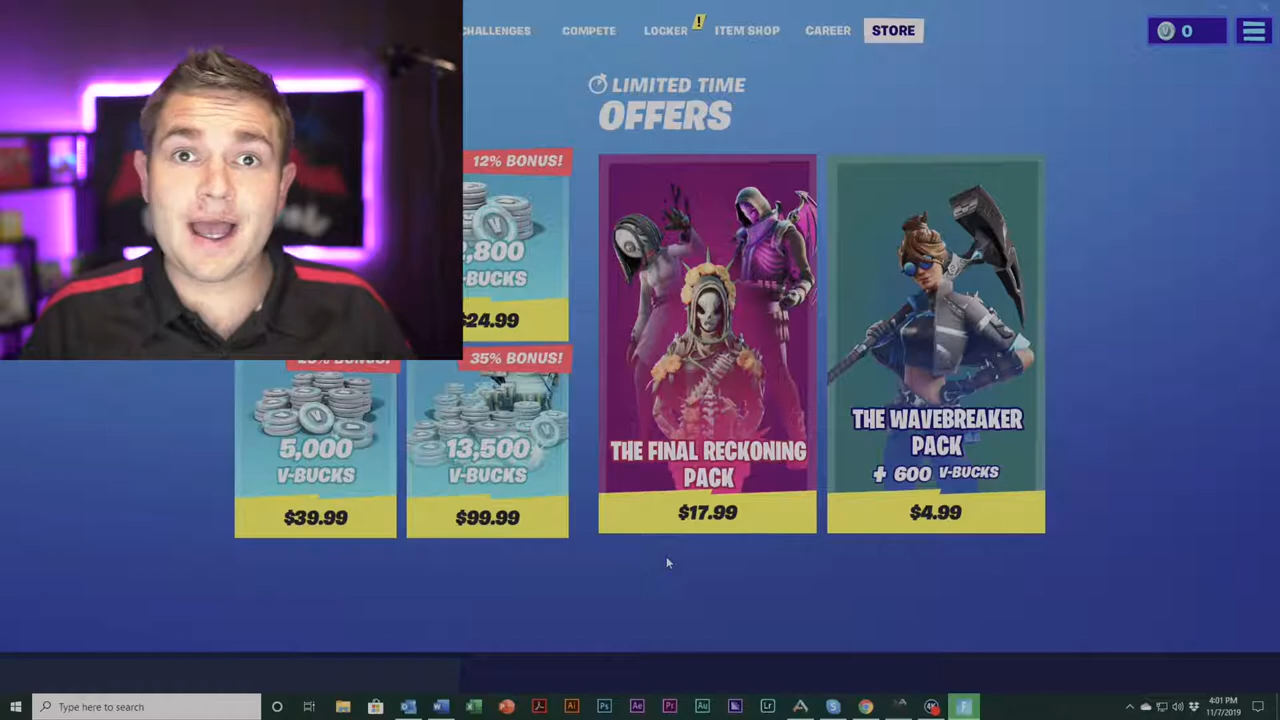 CHALLENGES COMPETE LOCKER ! ITEM SHOP CAREER STORE 0
LIMITED TIME
OFFERS
12% BONUS!
V-BUCKS
$24.99
35% BONUS!
5,000
V-BUCKS
$39.99
13,500
V-BUCKS
$99.99
THE FINAL RECKONING
PACK
$17.99
THE WAVEBREAKER
PACK
+ 600 V-BUCKS
$4.99
Type here to search
4:01 PM
11/7/2019